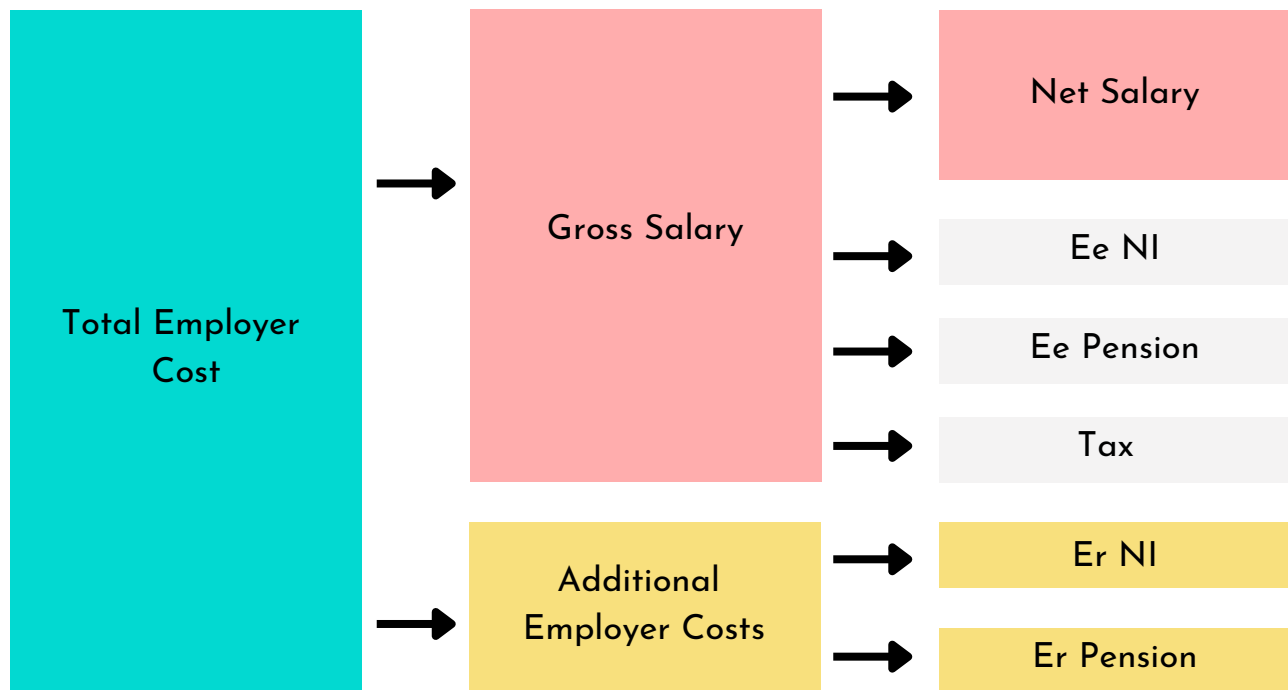 Total Employer
Cost
Gross Salary
Additional
Employer Costs
Net Salary
Ee NI
Ee Pension
Tax
Er NI
Er Pension